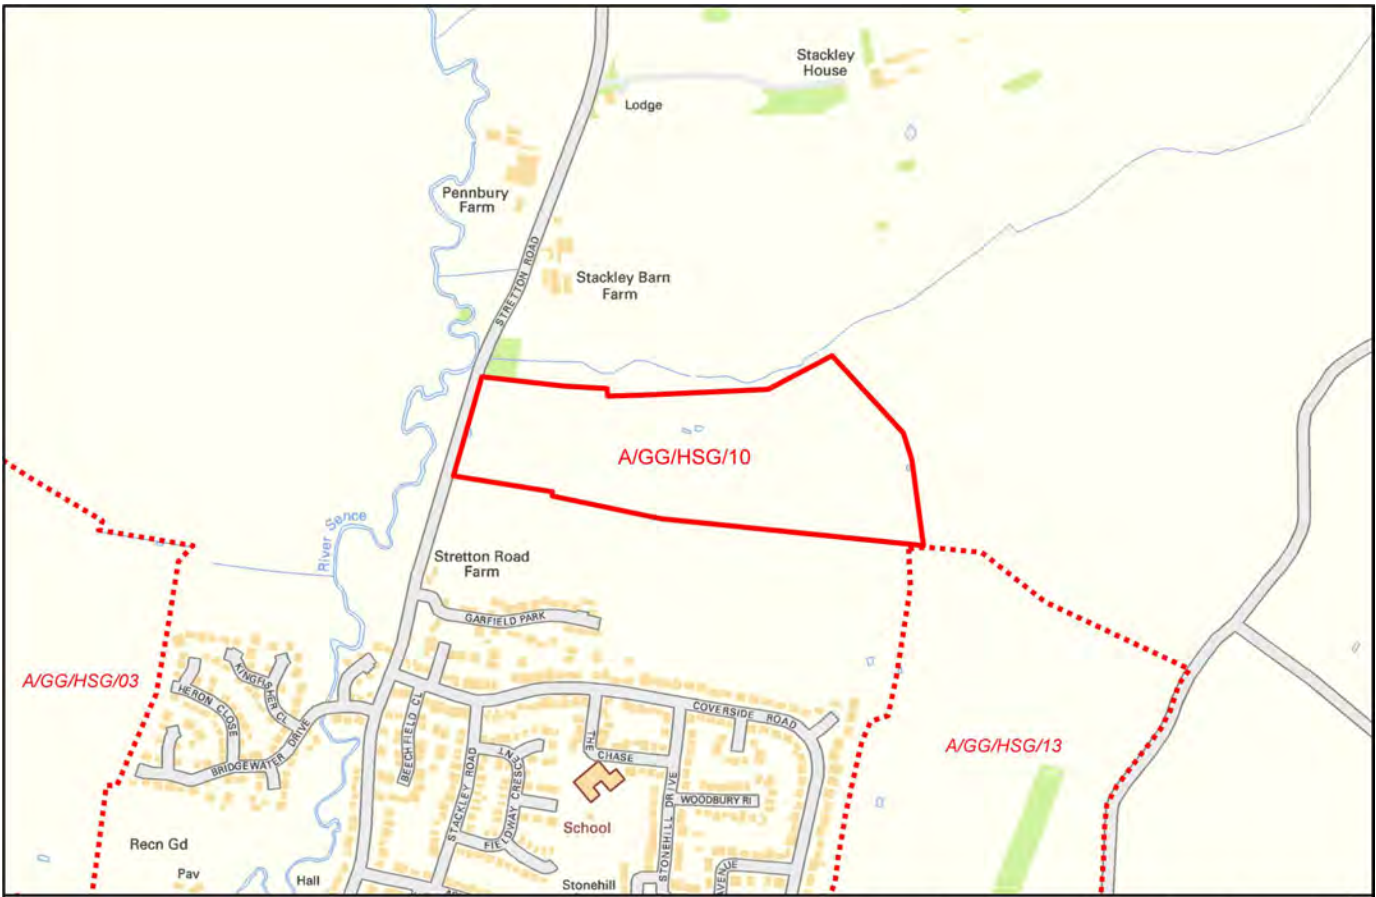 Stackley
House
Lodge
Pennbury
Farm
STRETTON ROAD
Stackley Barn
Farm
A/GG/HSG/10
River Sence
Stretton Road
Farm
GARFIELD PARK
A/GG/HSG/03
KINGFISHER CL
HERON CLOSE
BRIDGEWATER DRIVE
BEECHFIELD CL
STACKLEY ROAD
FIELDWAY CRESCENT
THE CHASE
COVERSIDE ROAD
A/GG/HSG/13
WOODBURY RI
STONEHILL DRIVE
School
Recn Gd
Pav
Hall
Stonehill
AVENUE